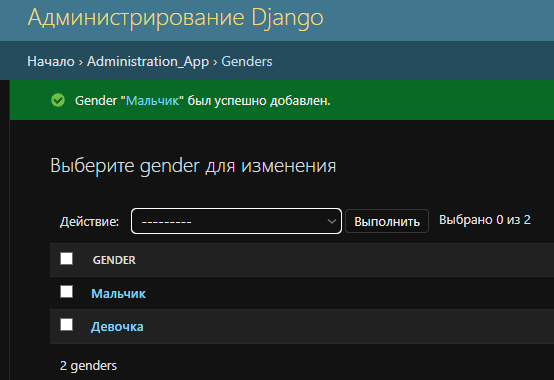 Администрирование Django
Начало › Administration_App › Genders
Gender "Мальчик" был успешно добавлен.
Выберите gender для изменения
Действие: --------- Выполнить Выбрано 0 из 2
GENDER
Мальчик
Девочка
2 genders